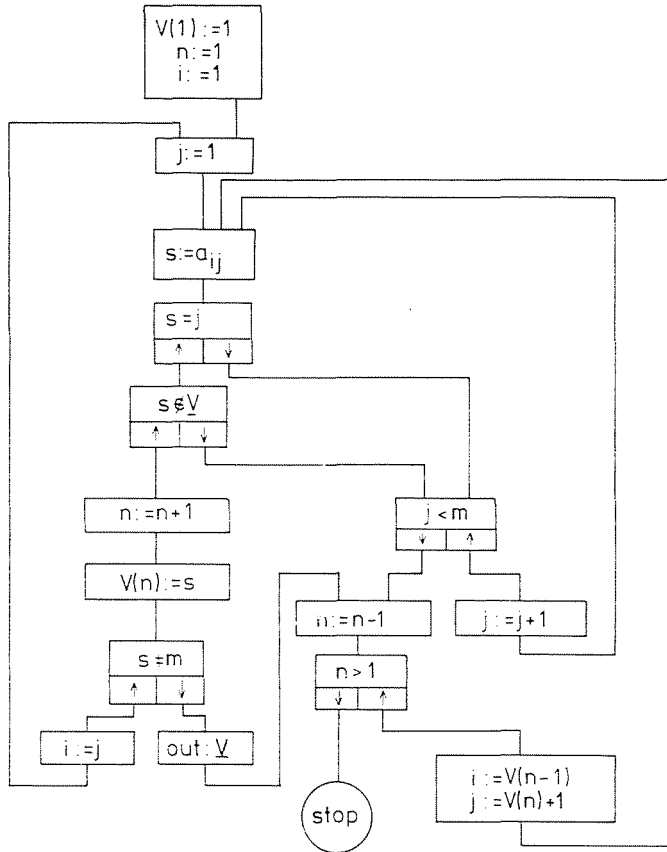 V(1):=1
n:=1
i:=1
j:=1
s:=a_ij
s=j
↑ ↓
s∉V
↑ ↓
n:=n+1
j<m
↓ ↑
V(n):=s
n:=n-1
j:=j+1
s≠m
↑ ↓
n>1
↓ ↑
i:=j
out: V
i:=V(n-1)
j:=V(n)+1
stop